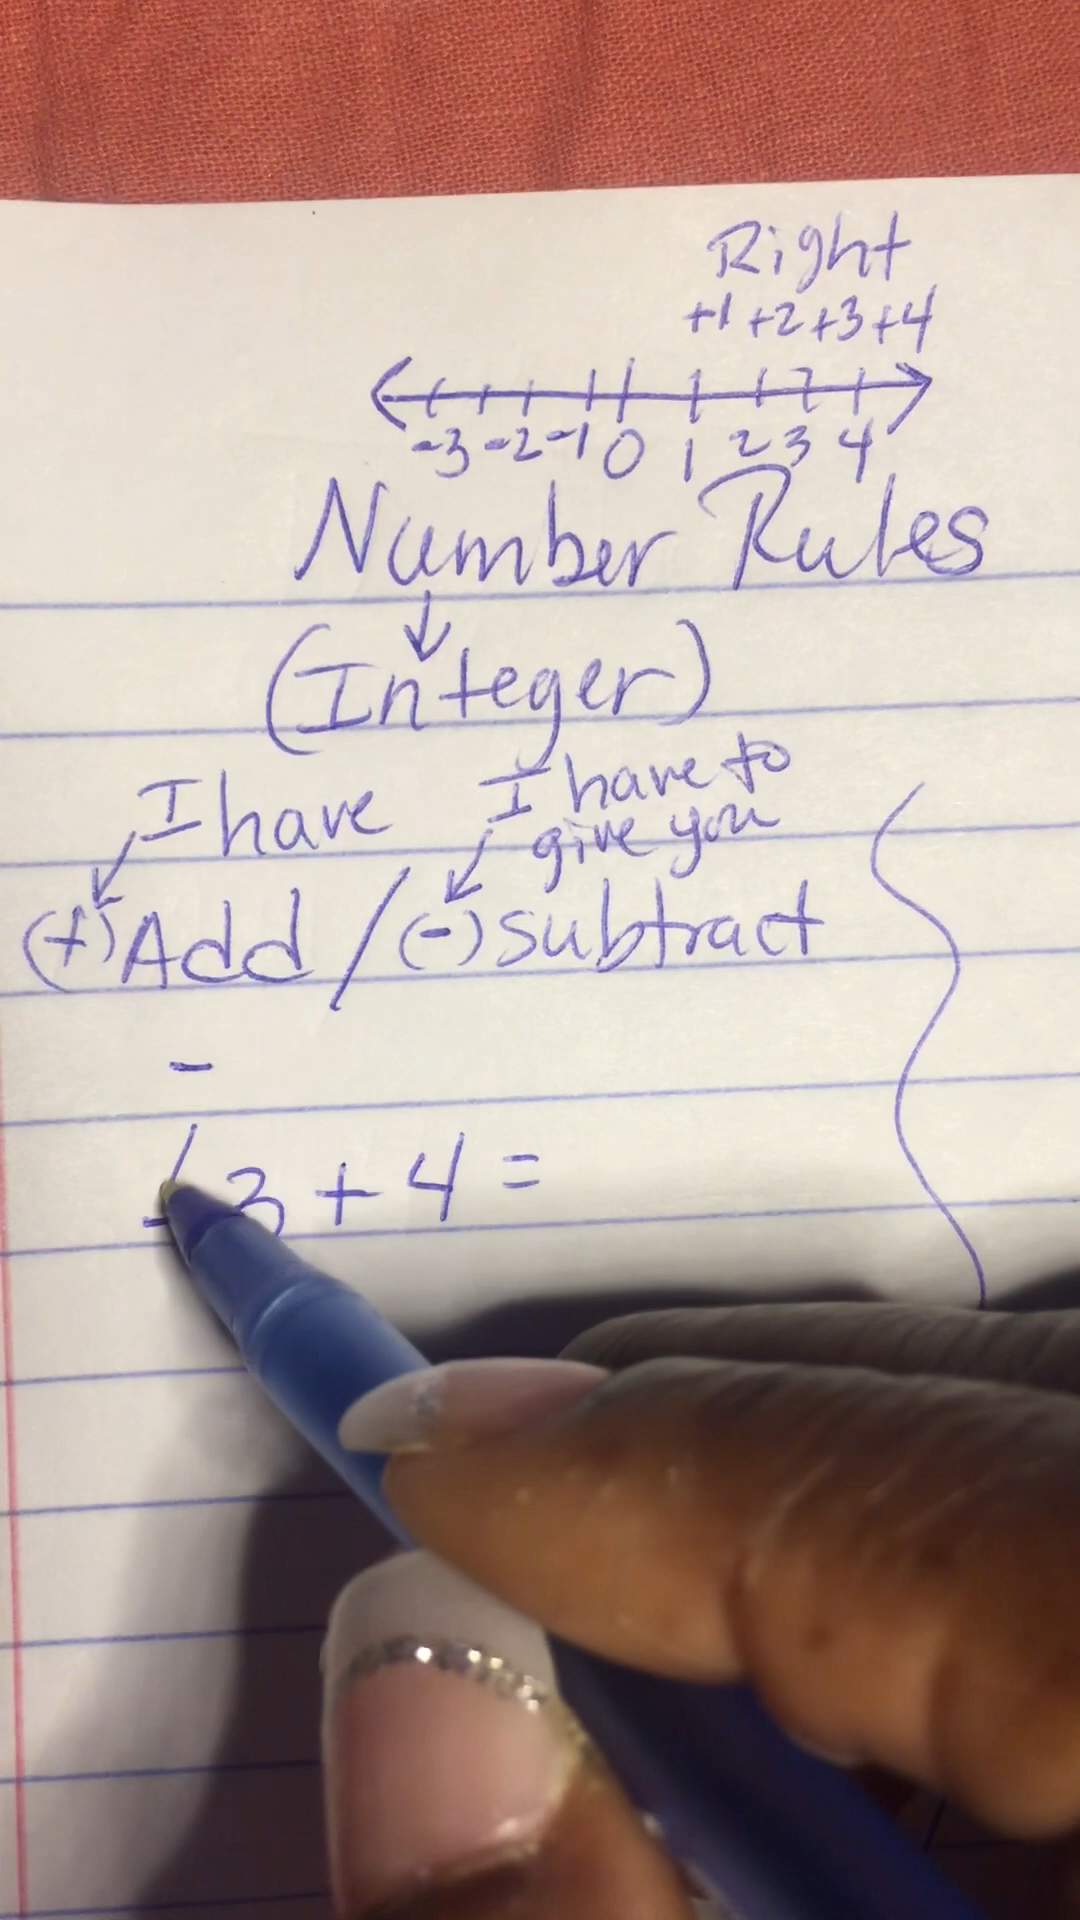 Right
+1 +2 +3 +4
-3 -2 -1 0 1 2 3 4
Number Rules
(Integer)
I have I have to
give you
(+) Add / (-) subtract
-
3 + 4 =